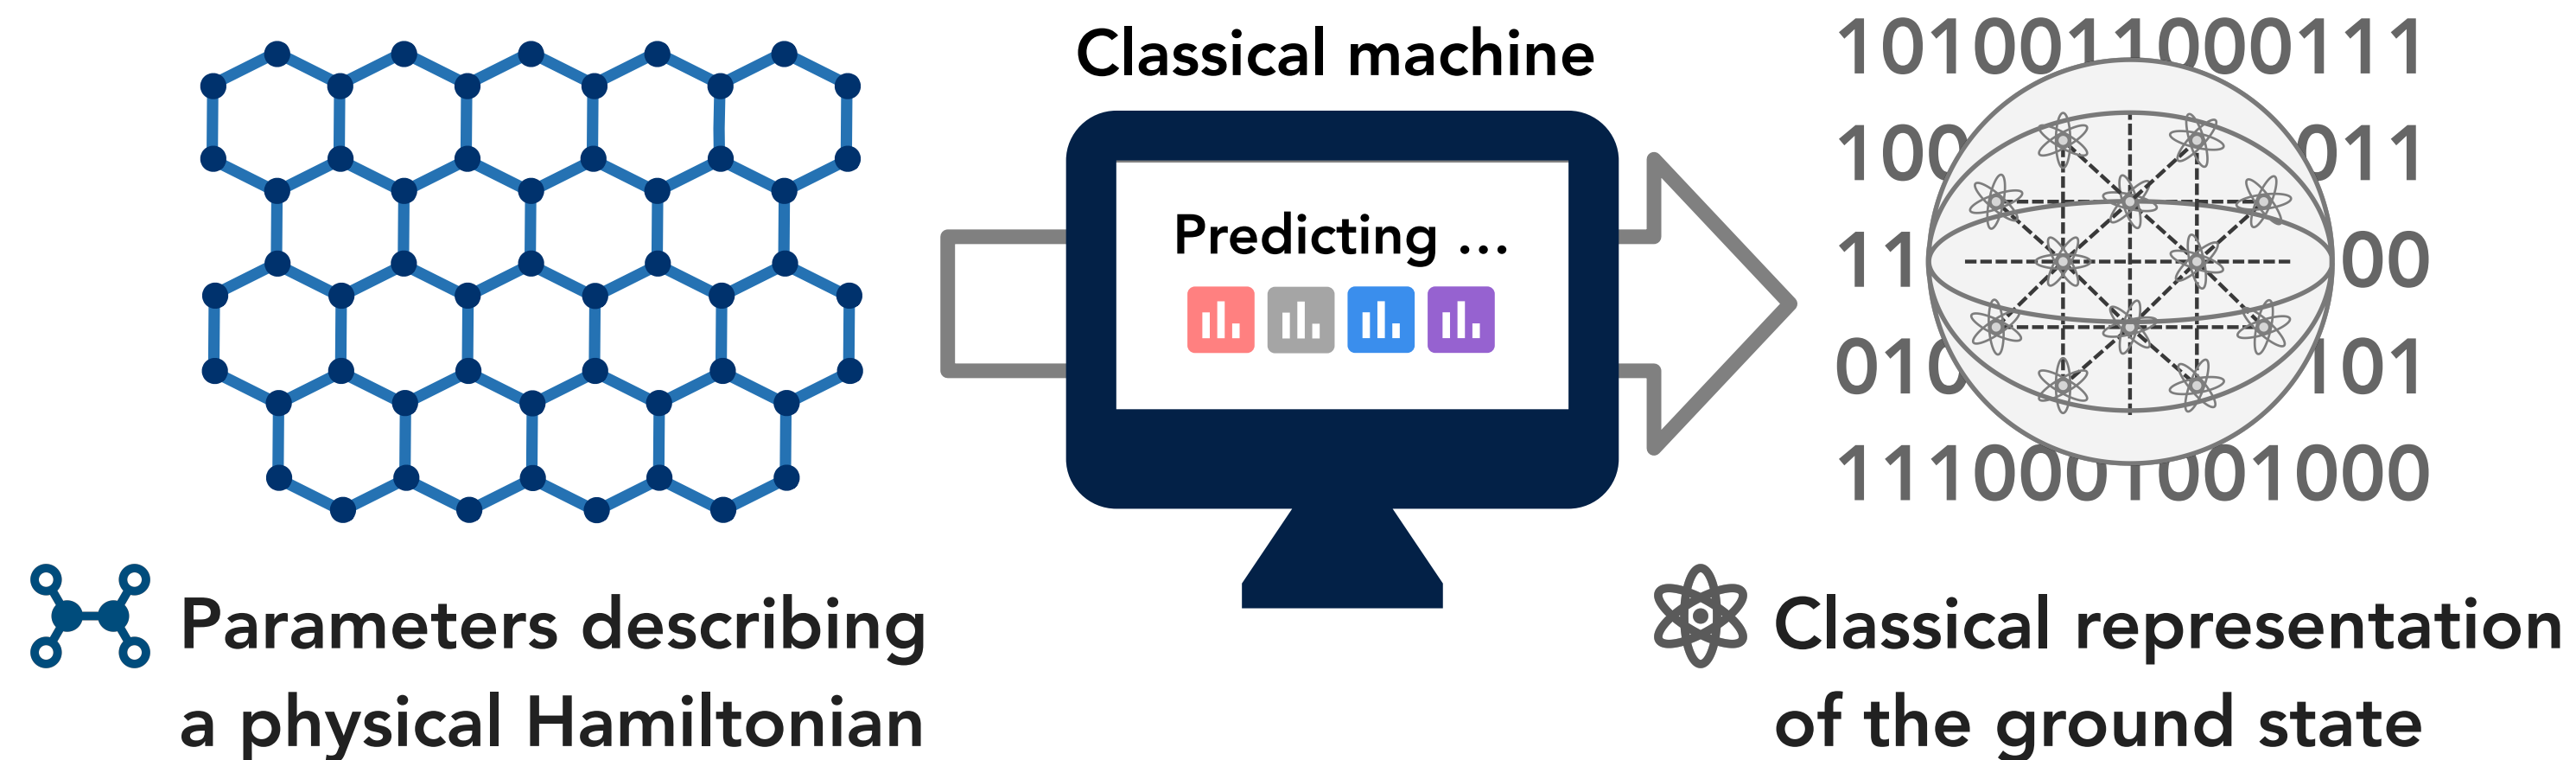 Classical machine
Predicting ...
10100111000111
100 011
11 00
010 101
1110001001000
Parameters describing
a physical Hamiltonian
Classical representation
of the ground state